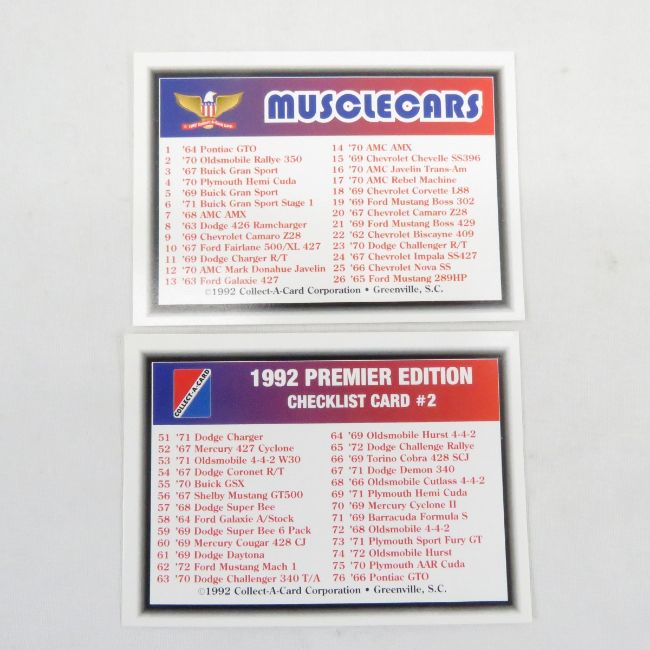 MUSCLECARS
1 '64 Pontiac GTO
2 '70 Oldsmobile Rallye 350
3 '67 Buick Gran Sport
4 '70 Plymouth Hemi Cuda
5 '69 Buick Gran Sport
6 '71 Buick Gran Sport Stage 1
7 '68 AMC AMX
8 '63 Dodge 426 Ramcharger
9 '69 Chevrolet Camaro Z28
10 '67 Ford Fairlane 500/XL 427
11 '69 Dodge Charger R/T
12 '70 AMC Mark Donahue Javelin
13 '63 Ford Galaxie 427
14 '70 AMC AMX
15 '69 Chevrolet Chevelle SS396
16 '70 AMC Javelin Trans-Am
17 '70 AMC Rebel Machine
18 '69 Chevrolet Corvette L88
19 '69 Ford Mustang Boss 302
20 '67 Chevrolet Camaro Z28
21 '69 Ford Mustang Boss 429
22 '62 Chevrolet Biscayne 409
23 '70 Dodge Challenger R/T
24 '67 Chevrolet Impala SS427
25 '66 Chevrolet Nova SS
26 '65 Ford Mustang 289HP
©1992 Collect-A-Card Corporation • Greenville, S.C.
COLLECT-A-CARD
1992 PREMIER EDITION
CHECKLIST CARD #2
51 '71 Dodge Charger
52 '67 Mercury 427 Cyclone
53 '71 Oldsmobile 4-4-2 W30
54 '67 Dodge Coronet R/T
55 '70 Buick GSX
56 '67 Shelby Mustang GT500
57 '68 Dodge Super Bee
58 '64 Ford Galaxie A/Stock
59 '69 Dodge Super Bee 6 Pack
60 '69 Mercury Cougar 428 CJ
61 '69 Dodge Daytona
62 '72 Ford Mustang Mach 1
63 '70 Dodge Challenger 340 T/A
64 '69 Oldsmobile Hurst 4-4-2
65 '72 Dodge Challenge Rallye
66 '69 Torino Cobra 428 SCJ
67 '71 Dodge Demon 340
68 '66 Oldsmobile Cutlass 4-4-2
69 '71 Plymouth Hemi Cuda
70 '69 Mercury Cyclone II
71 '69 Barracuda Formula S
72 '68 Oldsmobile 4-4-2
73 '71 Plymouth Sport Fury GT
74 '72 Oldsmobile Hurst
75 '70 Plymouth AAR Cuda
76 '66 Pontiac GTO
©1992 Collect-A-Card Corporation • Greenville, S.C.